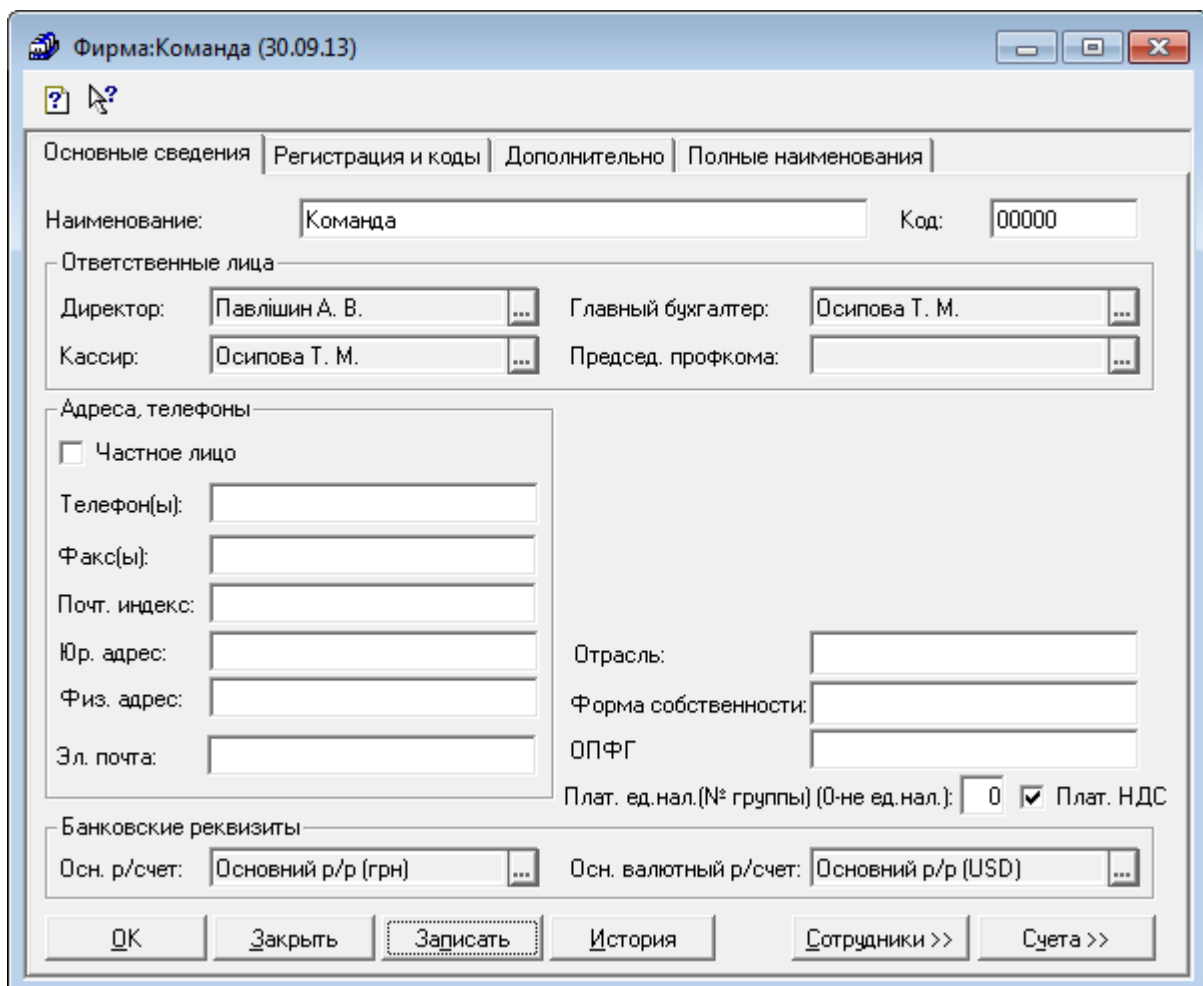 Фирма:Команда (30.09.13)
Основные сведения Регистрация и коды Дополнительно Полные наименования
Наименование: Команда Код: 00000
Ответственные лица
Директор: Павлішин А. В. ... Главный бухгалтер: Осипова Т. М. ...
Кассир: Осипова Т. М. ... Председ. профкома: ...
Адреса, телефоны
Частное лицо
Телефон(ы):
Факс(ы):
Почт. индекс:
Юр. адрес: Отрасль:
Физ. адрес: Форма собственности:
Эл. почта: ОПФГ
Плат. ед.нал.(№ группы) (0-не ед.нал.): 0 Плат. НДС
Банковские реквизиты
Осн. р/счет: Основний р/р (грн) ... Осн. валютный р/счет: Основний р/р (USD) ...
OK Закрыть Записать История Сотрудники >> Счета >>